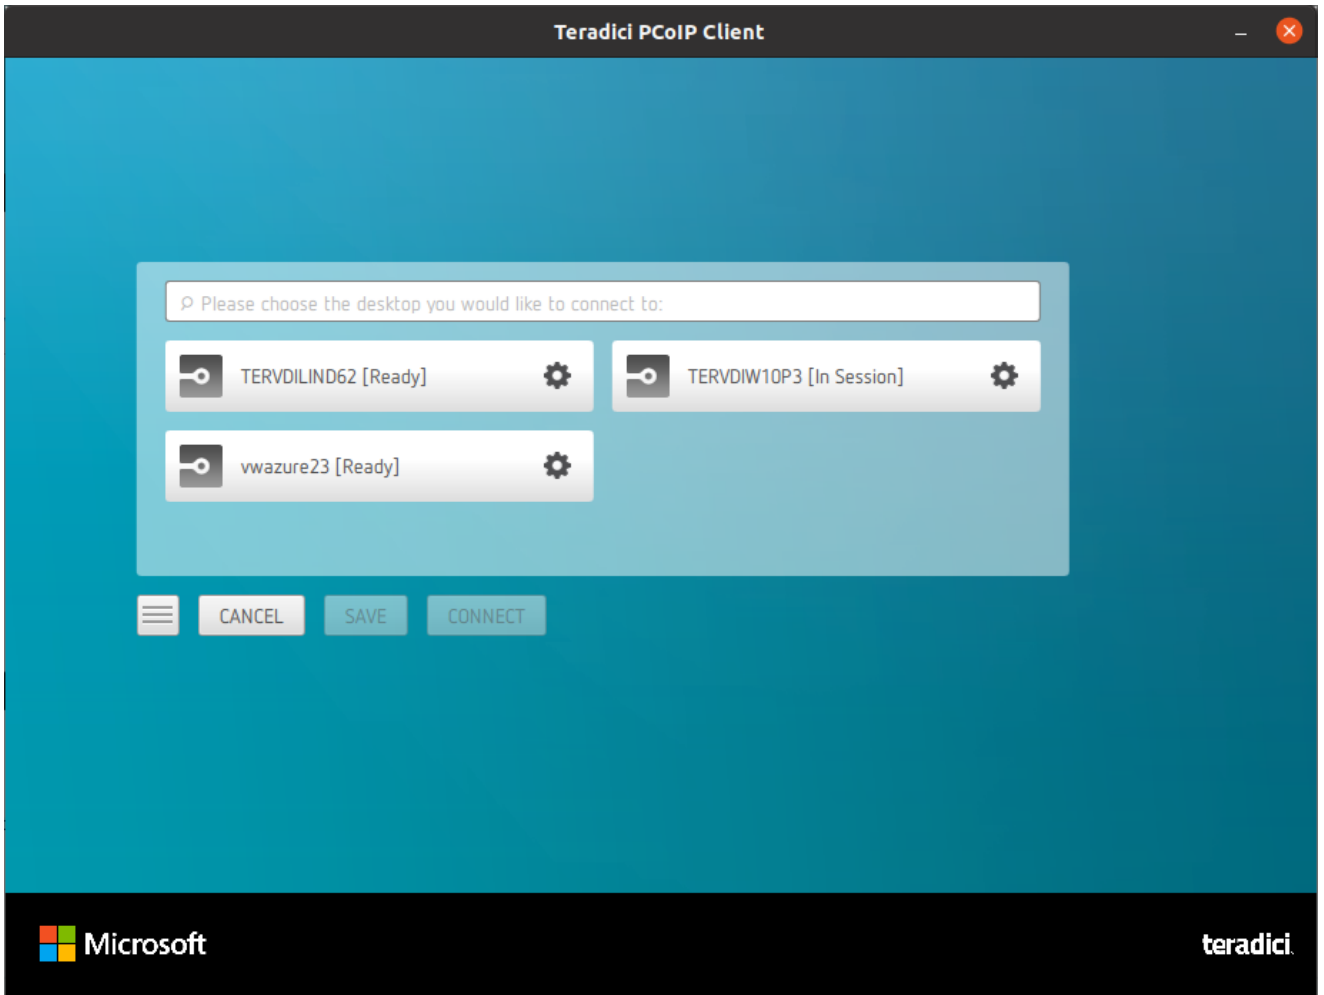 Teradici PCoIP Client
Please choose the desktop you would like to connect to:
TERVDILIND62 [Ready]
TERVDIW10P3 [In Session]
vwazure23 [Ready]
CANCEL
SAVE
CONNECT
Microsoft
teradici